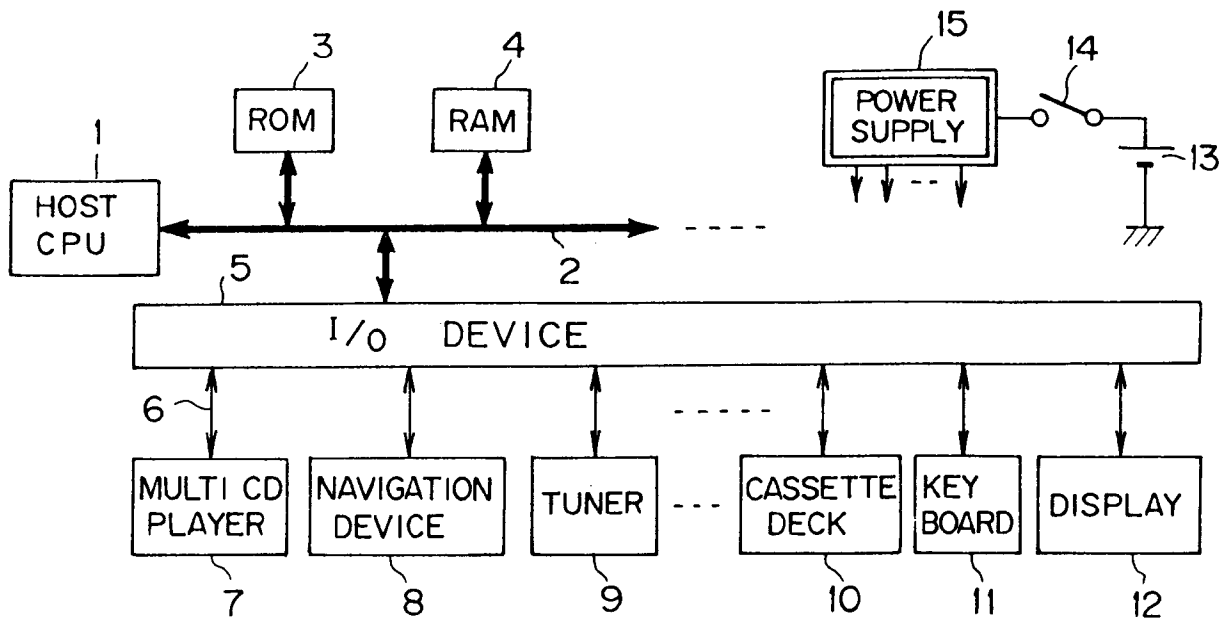 3
4
15
14
ROM
RAM
POWER
SUPPLY
1
13
HOST
CPU
2
5
I/O DEVICE
6
MULTI CD
PLAYER
NAVIGATION
DEVICE
TUNER
CASSETTE
DECK
KEY
BOARD
DISPLAY
7
8
9
10
11
12